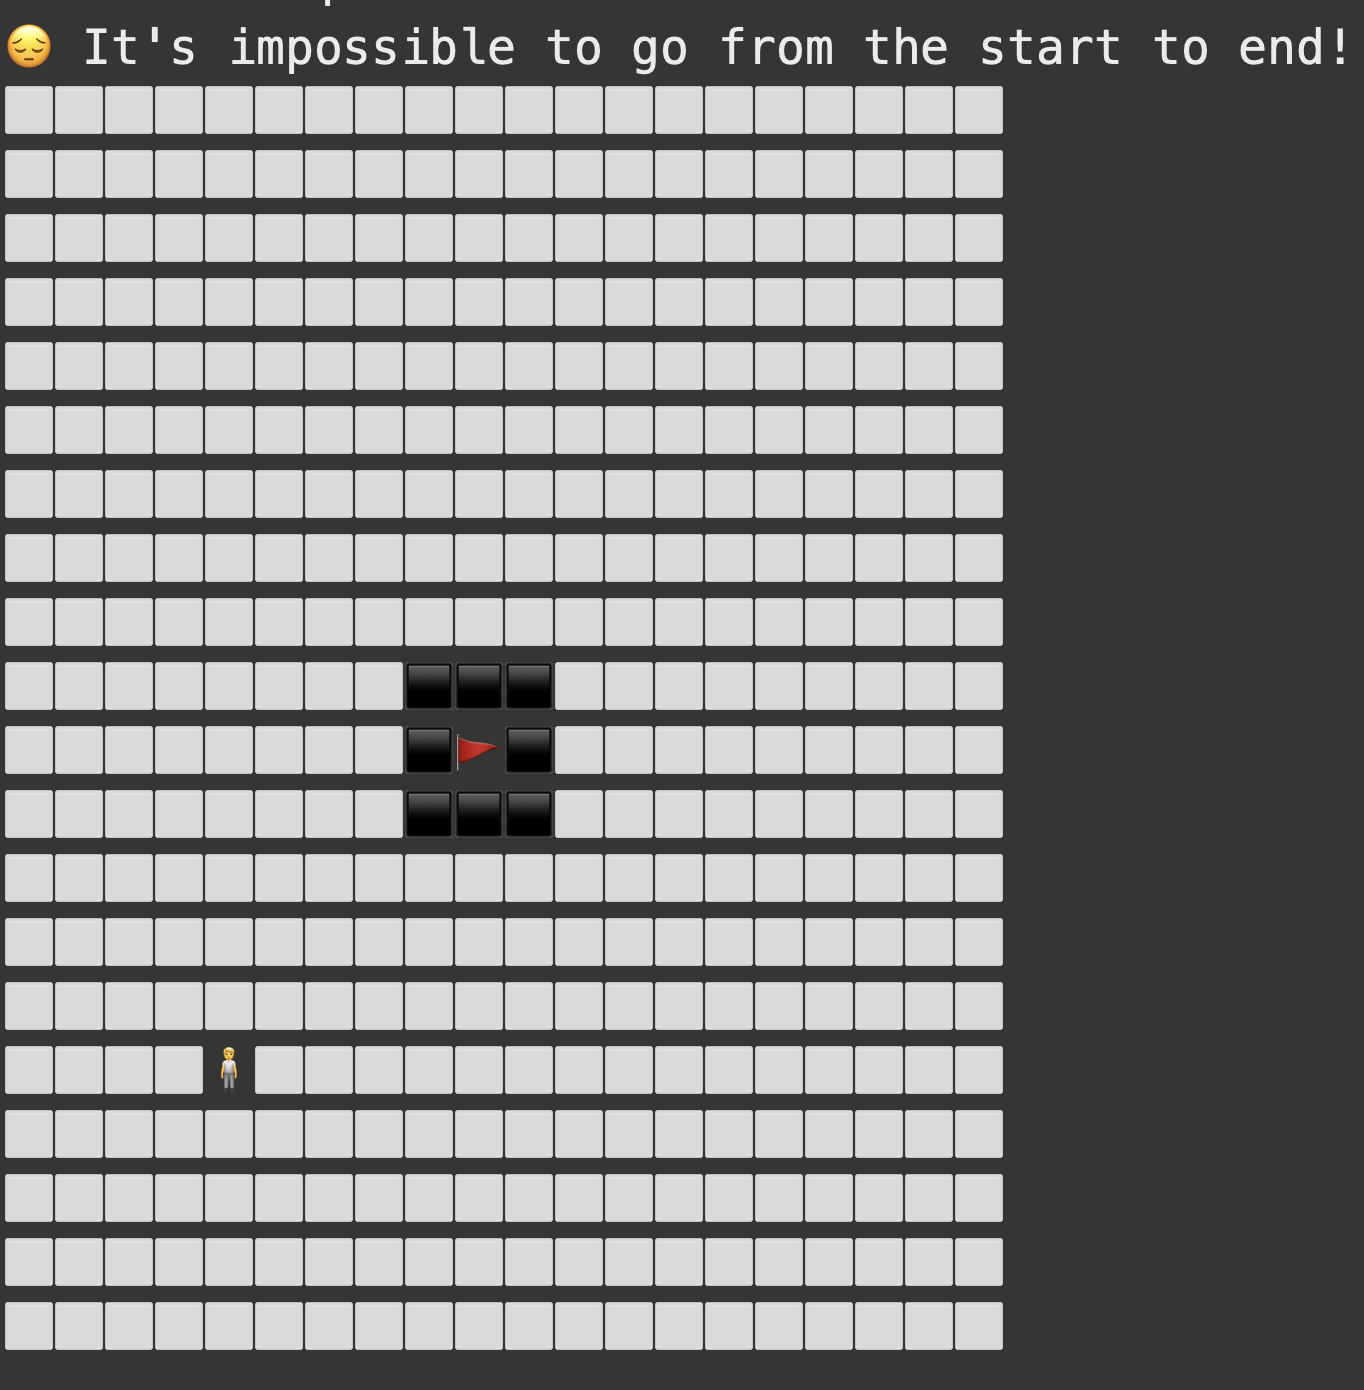 😔 It's impossible to go from the start to end!